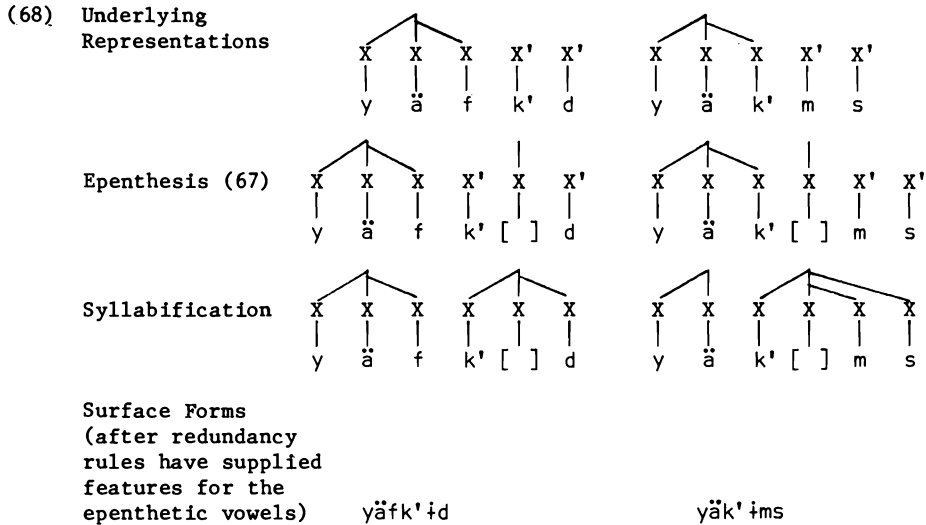 (68) Underlying
Representations
X X X X' X' X X X X' X'
y ä f k' d y ä k' m s
Epenthesis (67) X X X X' X X' X X X X X' X'
y ä f k' [ ] d y ä k' [ ] m s
Syllabification X X X X X X X X X X X X
y ä f k' [ ] d y ä k' [ ] m s
Surface Forms
(after redundancy
rules have supplied
features for the
epenthetic vowels) yäfk'ɨd yäk'ɨms